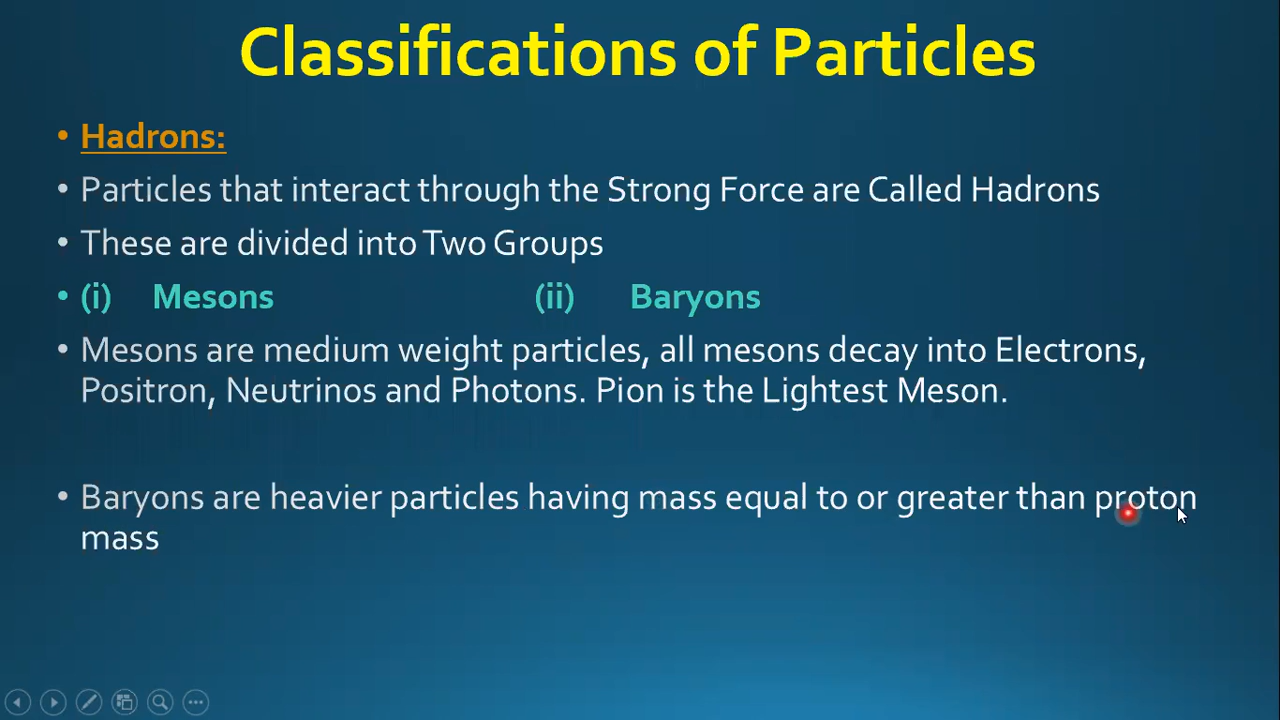 Classifications of Particles
• Hadrons:
• Particles that interact through the Strong Force are Called Hadrons
• These are divided into Two Groups
• (i) Mesons (ii) Baryons
• Mesons are medium weight particles, all mesons decay into Electrons,
Positron, Neutrinos and Photons. Pion is the Lightest Meson.
• Baryons are heavier particles having mass equal to or greater than proton
mass